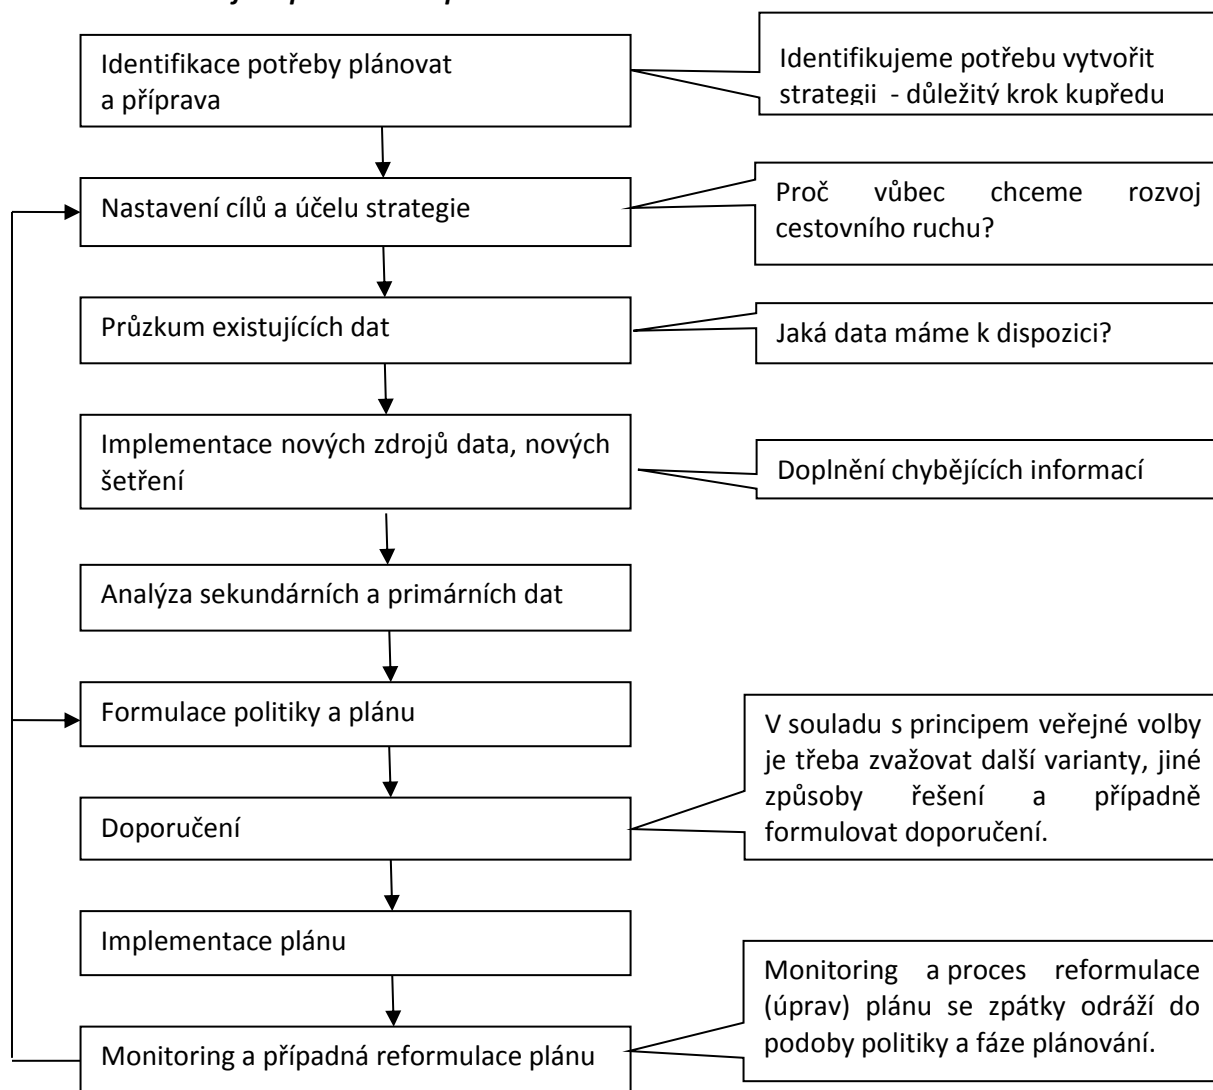 Identifikace potřeby plánovat
a příprava
Identifikujeme potřebu vytvořit
strategii - důležitý krok kupředu
Nastavení cílů a účelu strategie
Proč vůbec chceme rozvoj
cestovního ruchu?
Průzkum existujících dat
Jaká data máme k dispozici?
Implementace nových zdrojů data, nových
šetření
Doplnění chybějících informací
Analýza sekundárních a primárních dat
Formulace politiky a plánu
V souladu s principem veřejné volby
je třeba zvažovat další varianty, jiné
způsoby řešení a případně
formulovat doporučení.
Doporučení
Implementace plánu
Monitoring a proces reformulace
(úprav) plánu se zpátky odráží do
podoby politiky a fáze plánování.
Monitoring a případná reformulace plánu